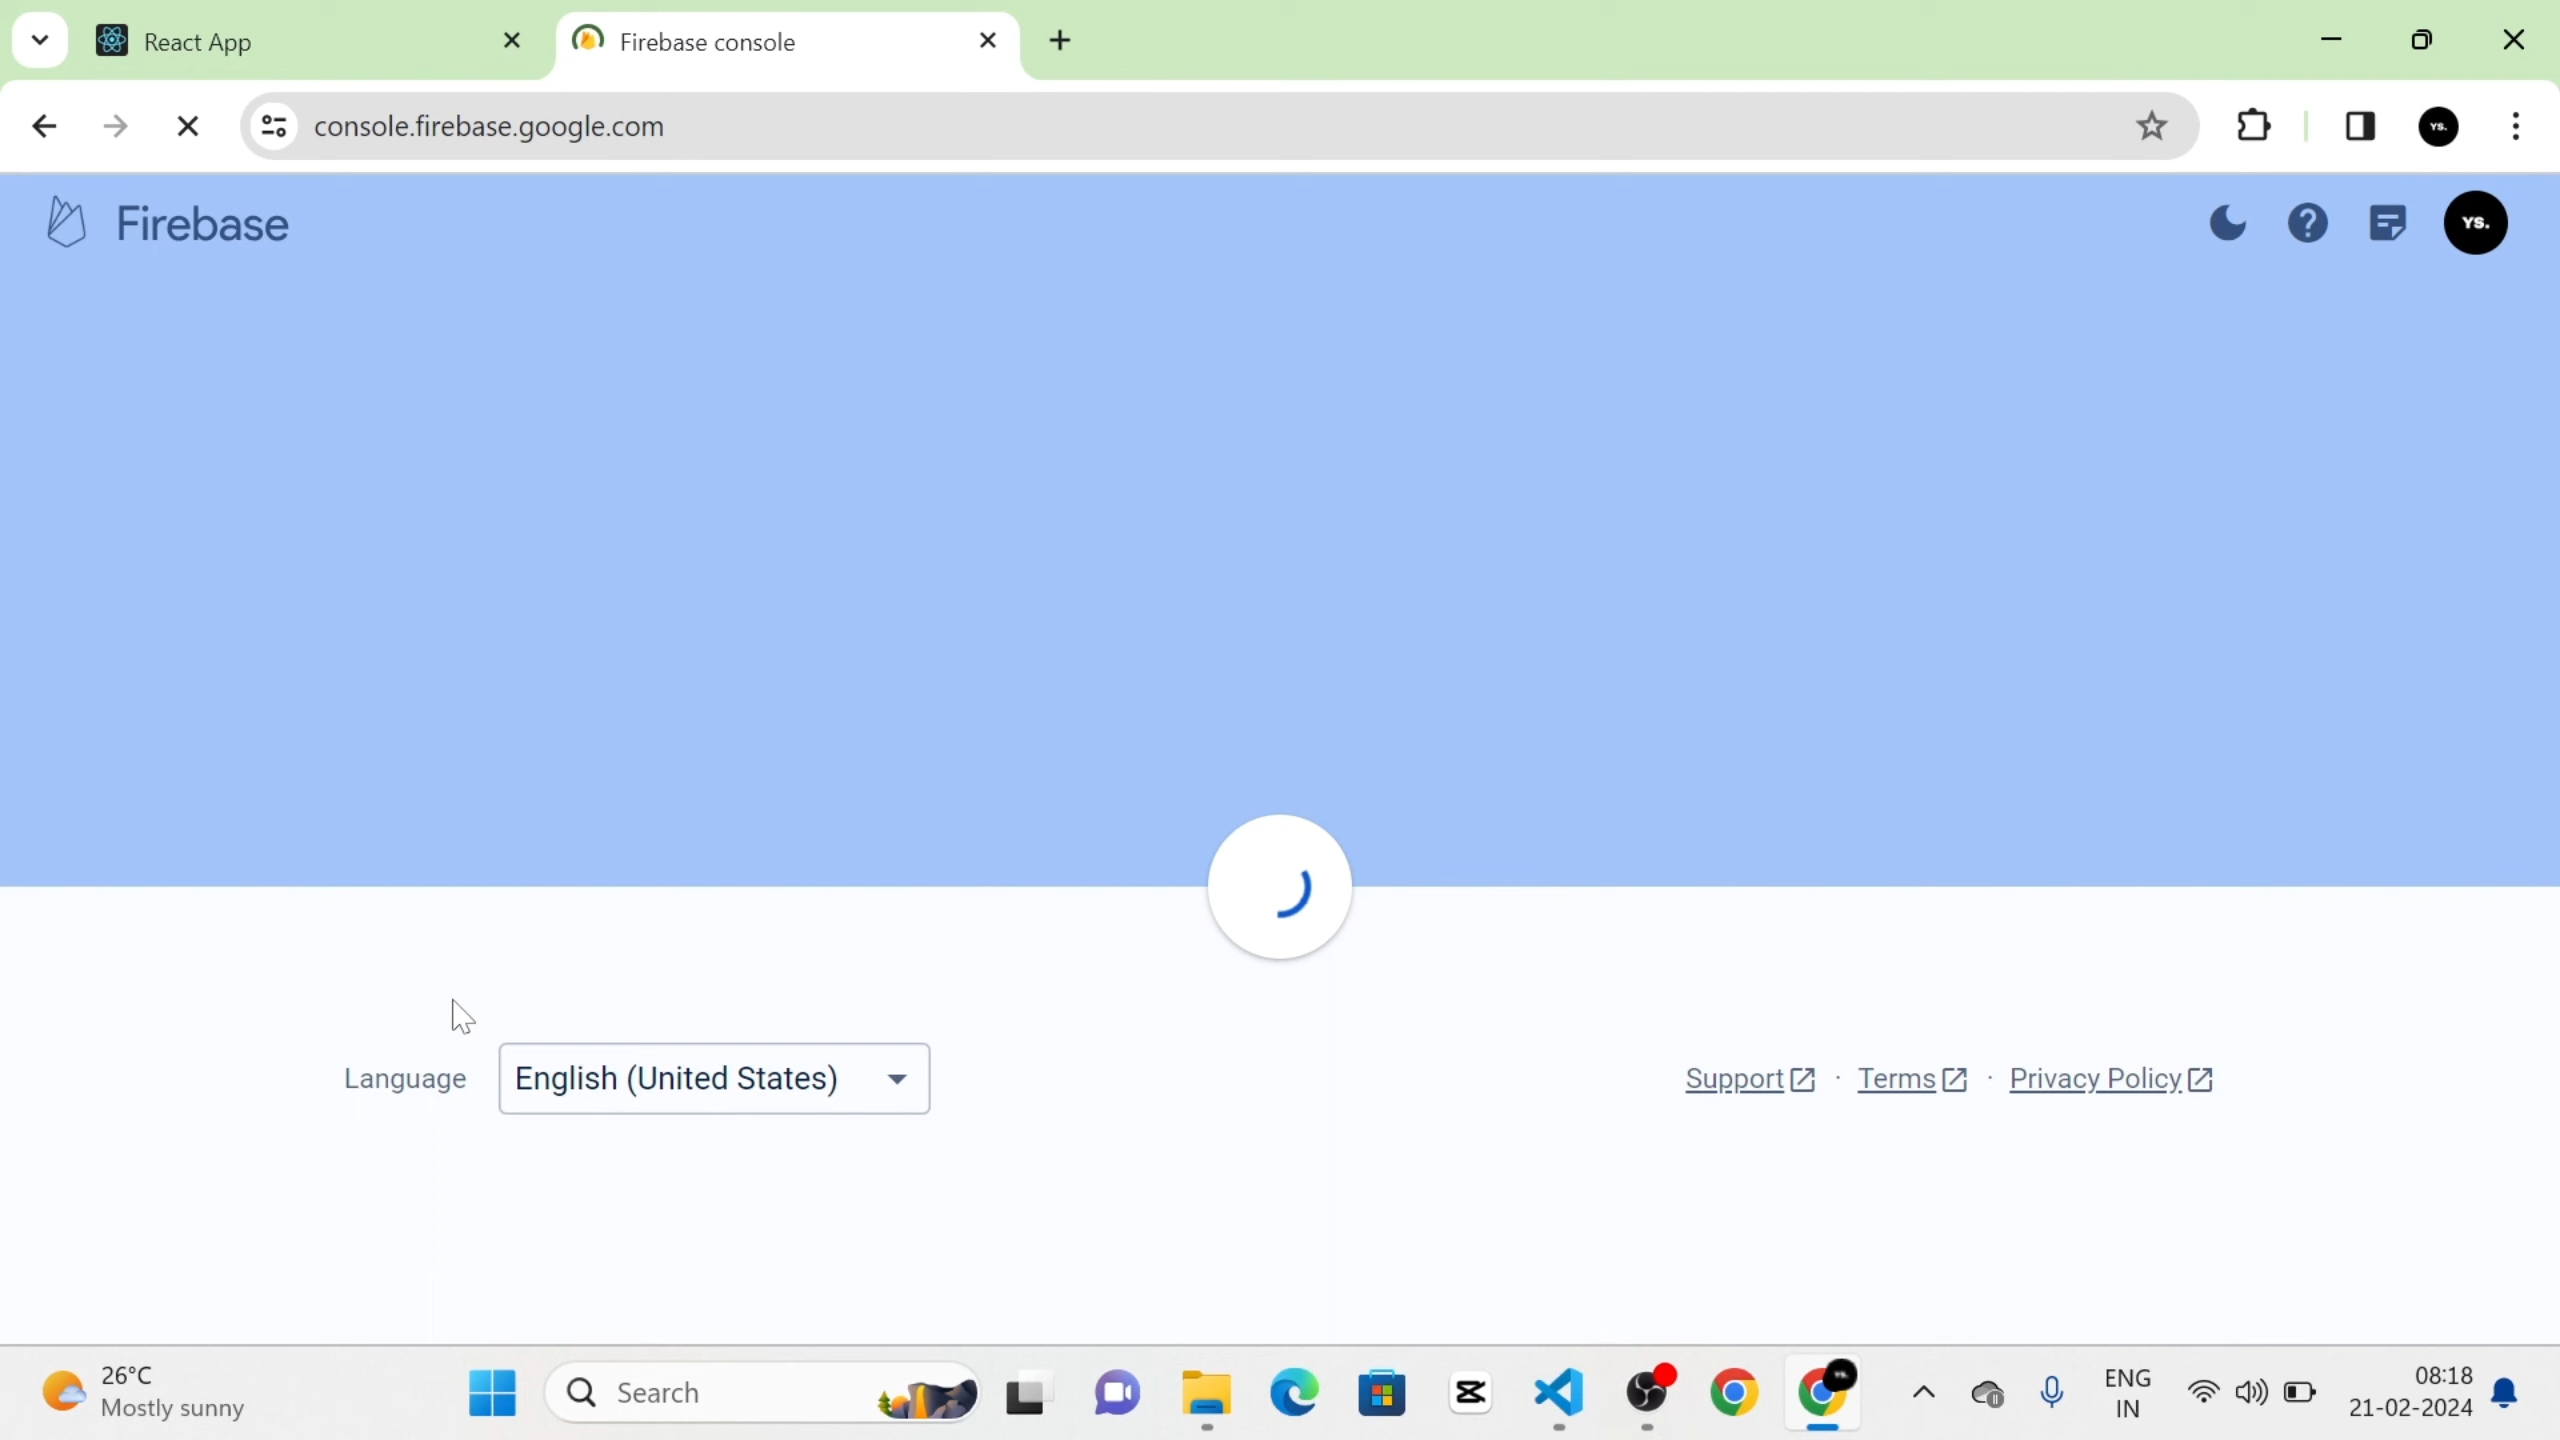 React App
Firebase console
console.firebase.google.com
YS.
Firebase
YS.
Language
English (United States)
Support · Terms · Privacy Policy
26°C
Mostly sunny
Search
ENG
IN
08:18
21-02-2024